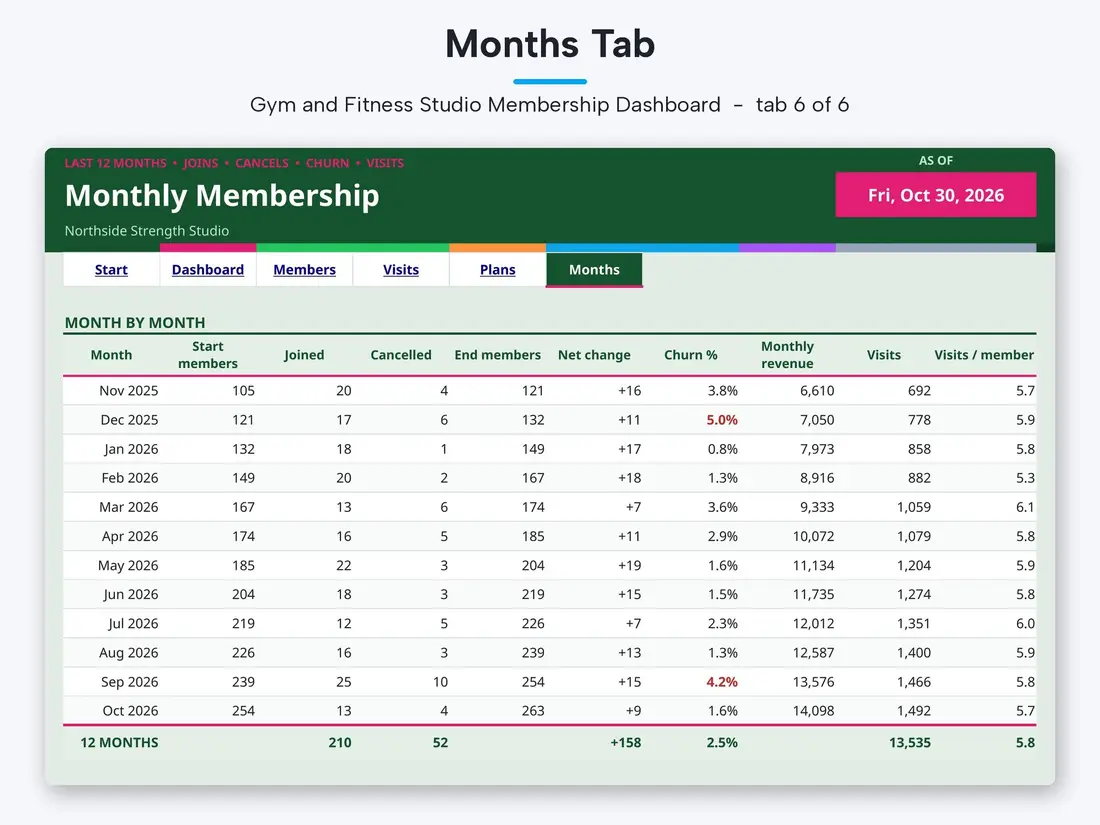 Months Tab
Gym and Fitness Studio Membership Dashboard - tab 6 of 6
LAST 12 MONTHS • JOINS • CANCELS • CHURN • VISITS
AS OF
Monthly Membership
Fri, Oct 30, 2026
Northside Strength Studio
Start Dashboard Members Visits Plans Months
MONTH BY MONTH
Month Start members Joined Cancelled End members Net change Churn % Monthly revenue Visits Visits / member
Nov 2025 105 20 4 121 +16 3.8% 6,610 692 5.7
Dec 2025 121 17 6 132 +11 5.0% 7,050 778 5.9
Jan 2026 132 18 1 149 +17 0.8% 7,973 858 5.8
Feb 2026 149 20 2 167 +18 1.3% 8,916 882 5.3
Mar 2026 167 13 6 174 +7 3.6% 9,333 1,059 6.1
Apr 2026 174 16 5 185 +11 2.9% 10,072 1,079 5.8
May 2026 185 22 3 204 +19 1.6% 11,134 1,204 5.9
Jun 2026 204 18 3 219 +15 1.5% 11,735 1,274 5.8
Jul 2026 219 12 5 226 +7 2.3% 12,012 1,351 6.0
Aug 2026 226 16 3 239 +13 1.3% 12,587 1,400 5.9
Sep 2026 239 25 10 254 +15 4.2% 13,576 1,466 5.8
Oct 2026 254 13 4 263 +9 1.6% 14,098 1,492 5.7
12 MONTHS 210 52 +158 2.5% 13,535 5.8